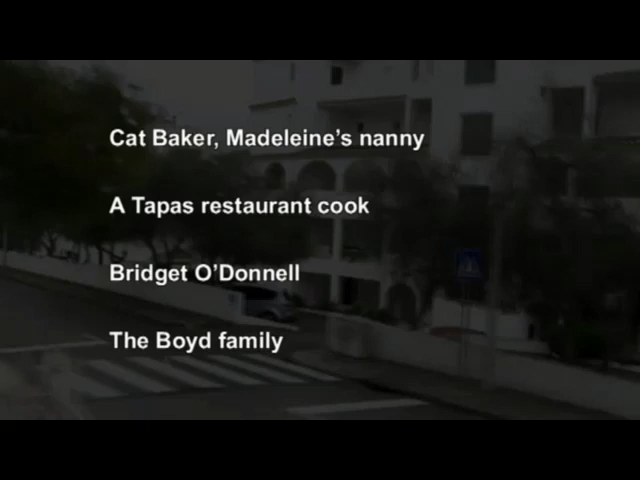 Cat Baker, Madeleine’s nanny
A Tapas restaurant cook
Bridget O’Donnell
The Boyd family